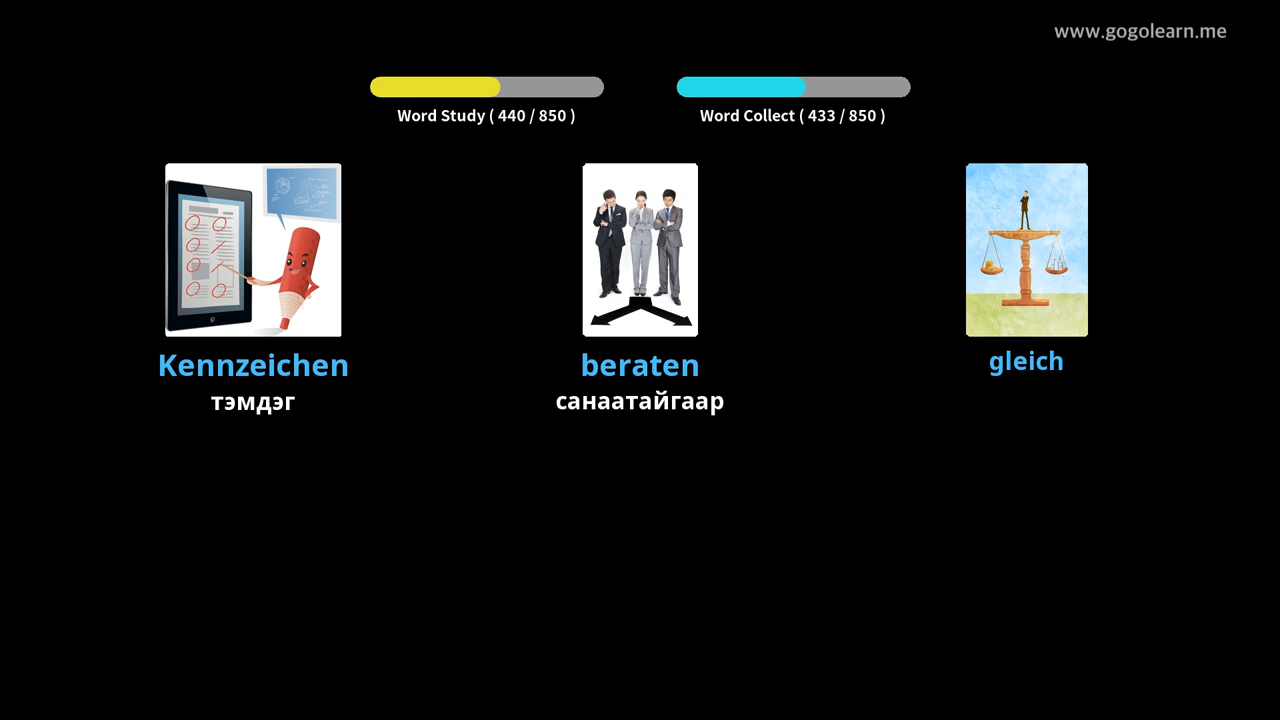 www.gogolearn.me
Word Study ( 440 / 850 )
Word Collect ( 433 / 850 )
Kennzeichen
тэмдэг
beraten
санаатайгаар
gleich